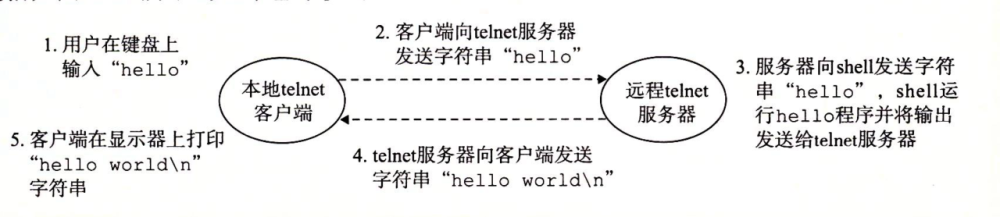 1. 用户在键盘上
输入“hello”
2. 客户端向telnet服务器
发送字符串“hello”
本地telnet
客户端
远程telnet
服务器
3. 服务器向shell发送字符
串“hello”，shell运
行hello程序并将输出
发送给telnet服务器
4. telnet服务器向客户端发送
字符串“hello world\n”
5. 客户端在显示器上打印
“hello world\n”
字符串